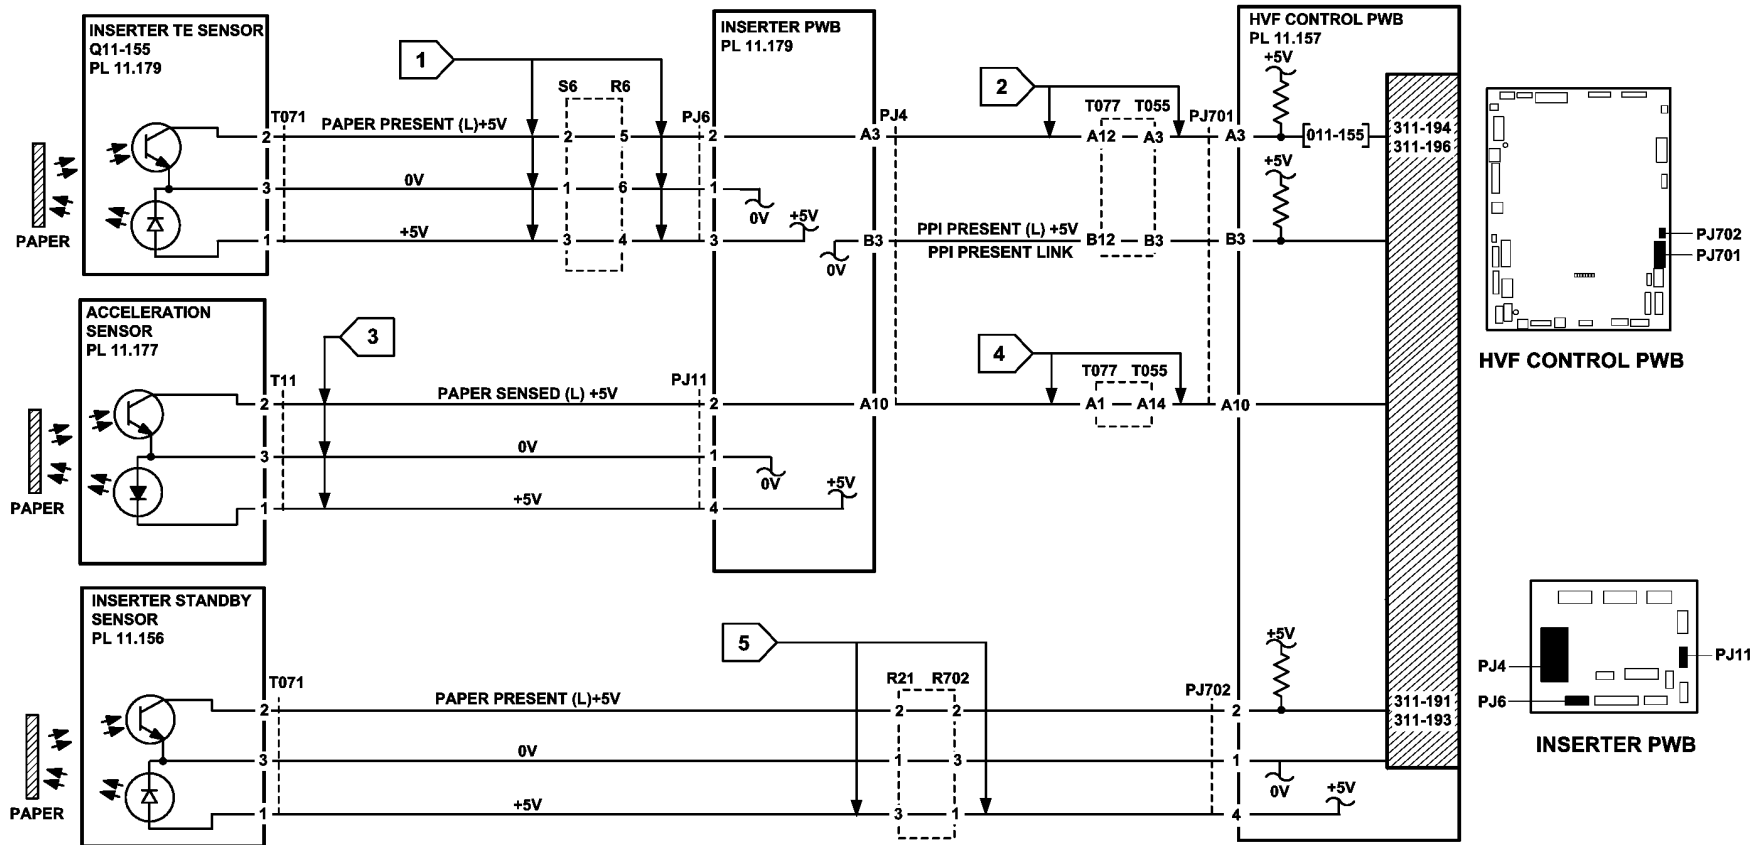 INSERTER TE SENSOR
Q11-155
PL 11.179
1
S6 R6
INSERTER PWB
PL 11.179
2
T077 T055
HVF CONTROL PWB
PL 11.157
+5V
T071
2
PAPER PRESENT (L)+5V
2 5
PJ6
2
A3
PJ4
A12 A3
PJ701
A3
[011-155]
311-194
311-196
+5V
3
0V
1 6
1
0V
+5V
PAPER
1
+5V
3 4
3
0V
B3
PPI PRESENT (L) +5V
PPI PRESENT LINK
B12 B3
B3
PJ702
PJ701
HVF CONTROL PWB
ACCELERATION
SENSOR
PL 11.177
3
4
T077 T055
T11
2
PAPER SENSED (L) +5V
PJ11
2
A10
A1 A14
A10
3
0V
1
0V
+5V
PAPER
1
+5V
4
INSERTER STANDBY
SENSOR
PL 11.156
5
+5V
T071
2
PAPER PRESENT (L)+5V
R21 R702
2 2
PJ702
2
311-191
311-193
3
0V
1 3
1
0V
+5V
PAPER
1
+5V
3 1
4
PJ4
PJ6
PJ11
INSERTER PWB